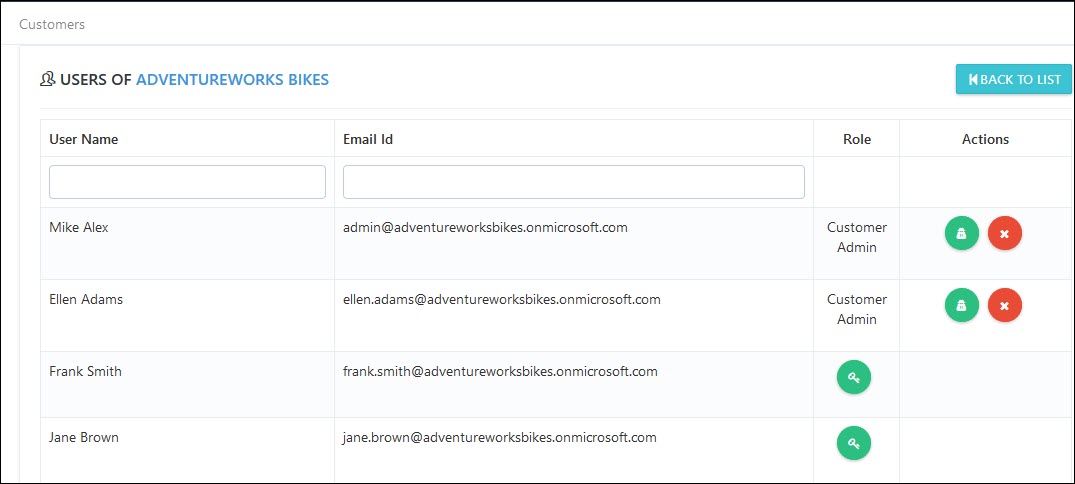 Customers
USERS OF ADVENTUREWORKS BIKES
BACK TO LIST
User Name Email Id Role Actions
Mike Alex admin@adventureworksbikes.onmicrosoft.com Customer Admin
Ellen Adams ellen.adams@adventureworksbikes.onmicrosoft.com Customer Admin
Frank Smith frank.smith@adventureworksbikes.onmicrosoft.com
Jane Brown jane.brown@adventureworksbikes.onmicrosoft.com